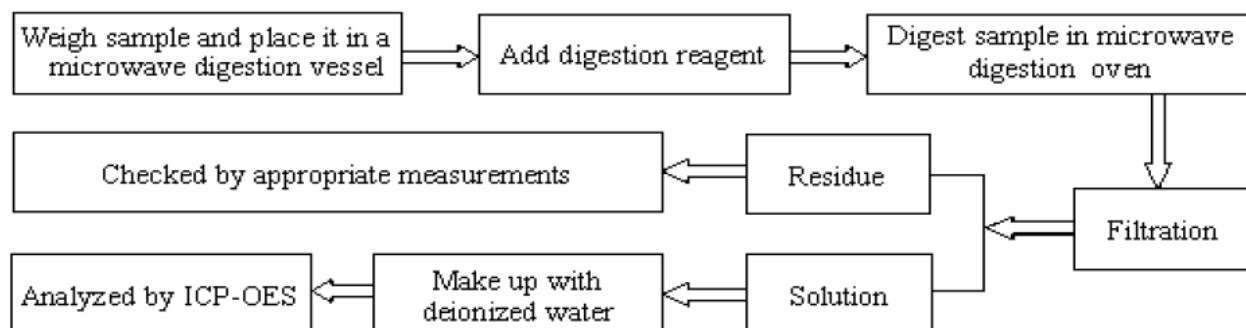 Weigh sample and place it in a
microwave digestion vessel
Add digestion reagent
Digest sample in microwave
digestion oven
Checked by appropriate measurements
Residue
Filtration
Analyzed by ICP-OES
Make up with
deionized water
Solution